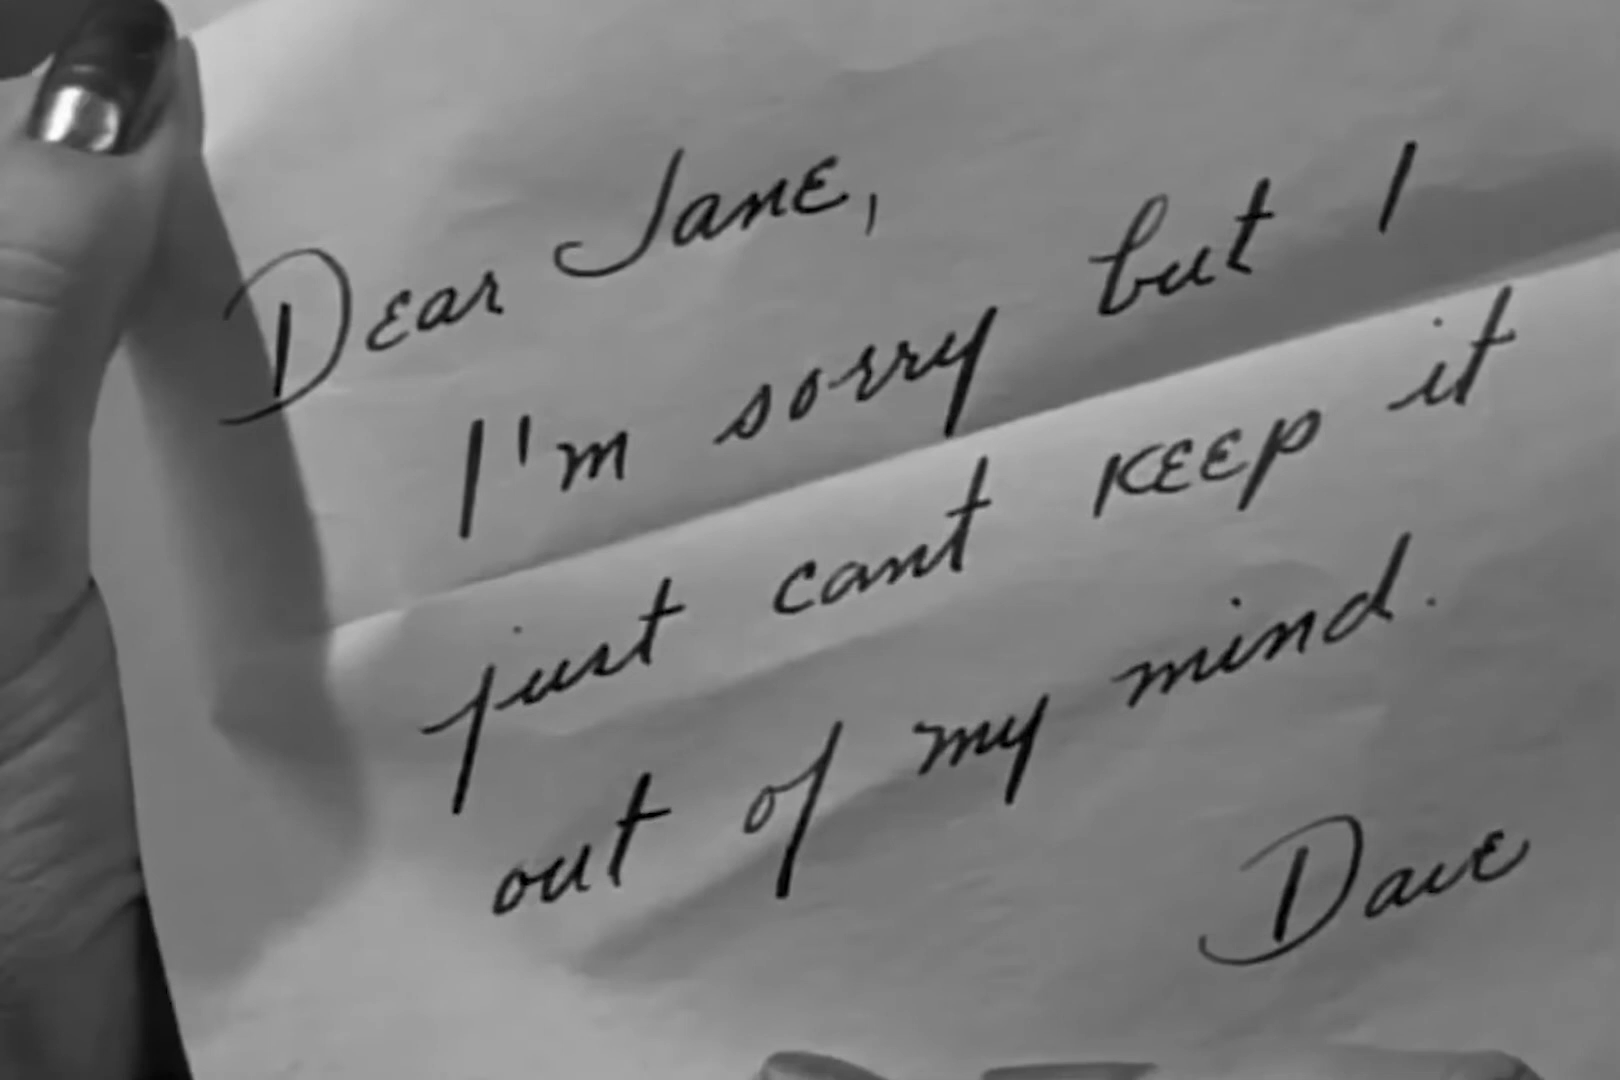 Dear Jane,
I'm sorry but I
just cant keep it
out of my mind.
Dave